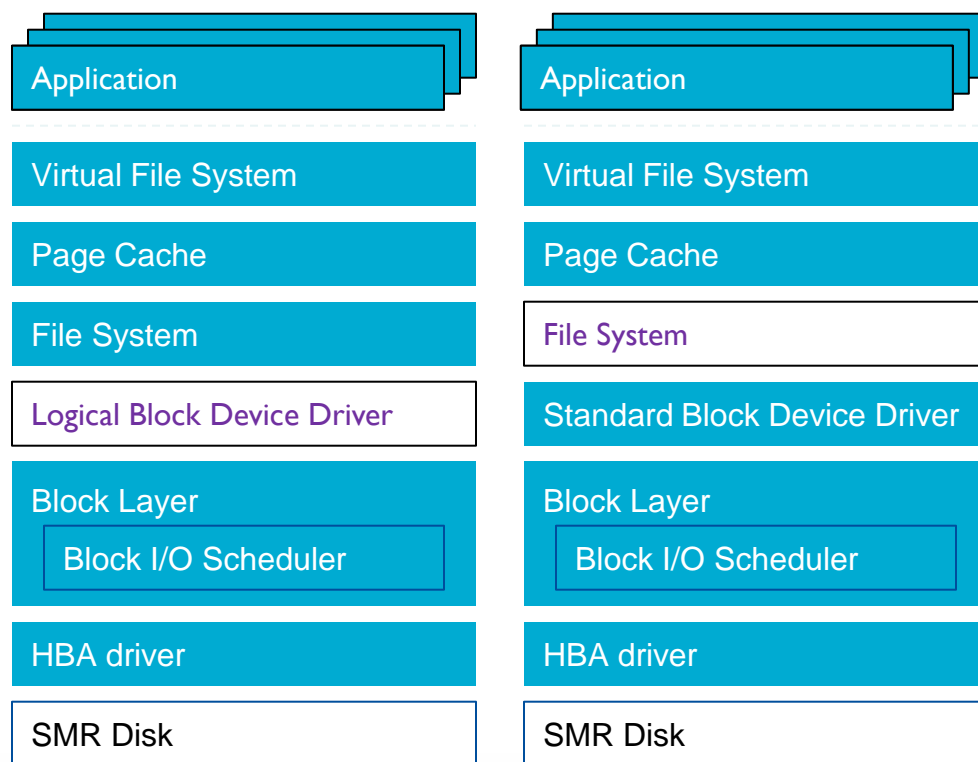 Application
Virtual File System
Page Cache
File System
Logical Block Device Driver
Block Layer
Block I/O Scheduler
HBA driver
SMR Disk
Application
Virtual File System
Page Cache
File System
Standard Block Device Driver
Block Layer
Block I/O Scheduler
HBA driver
SMR Disk